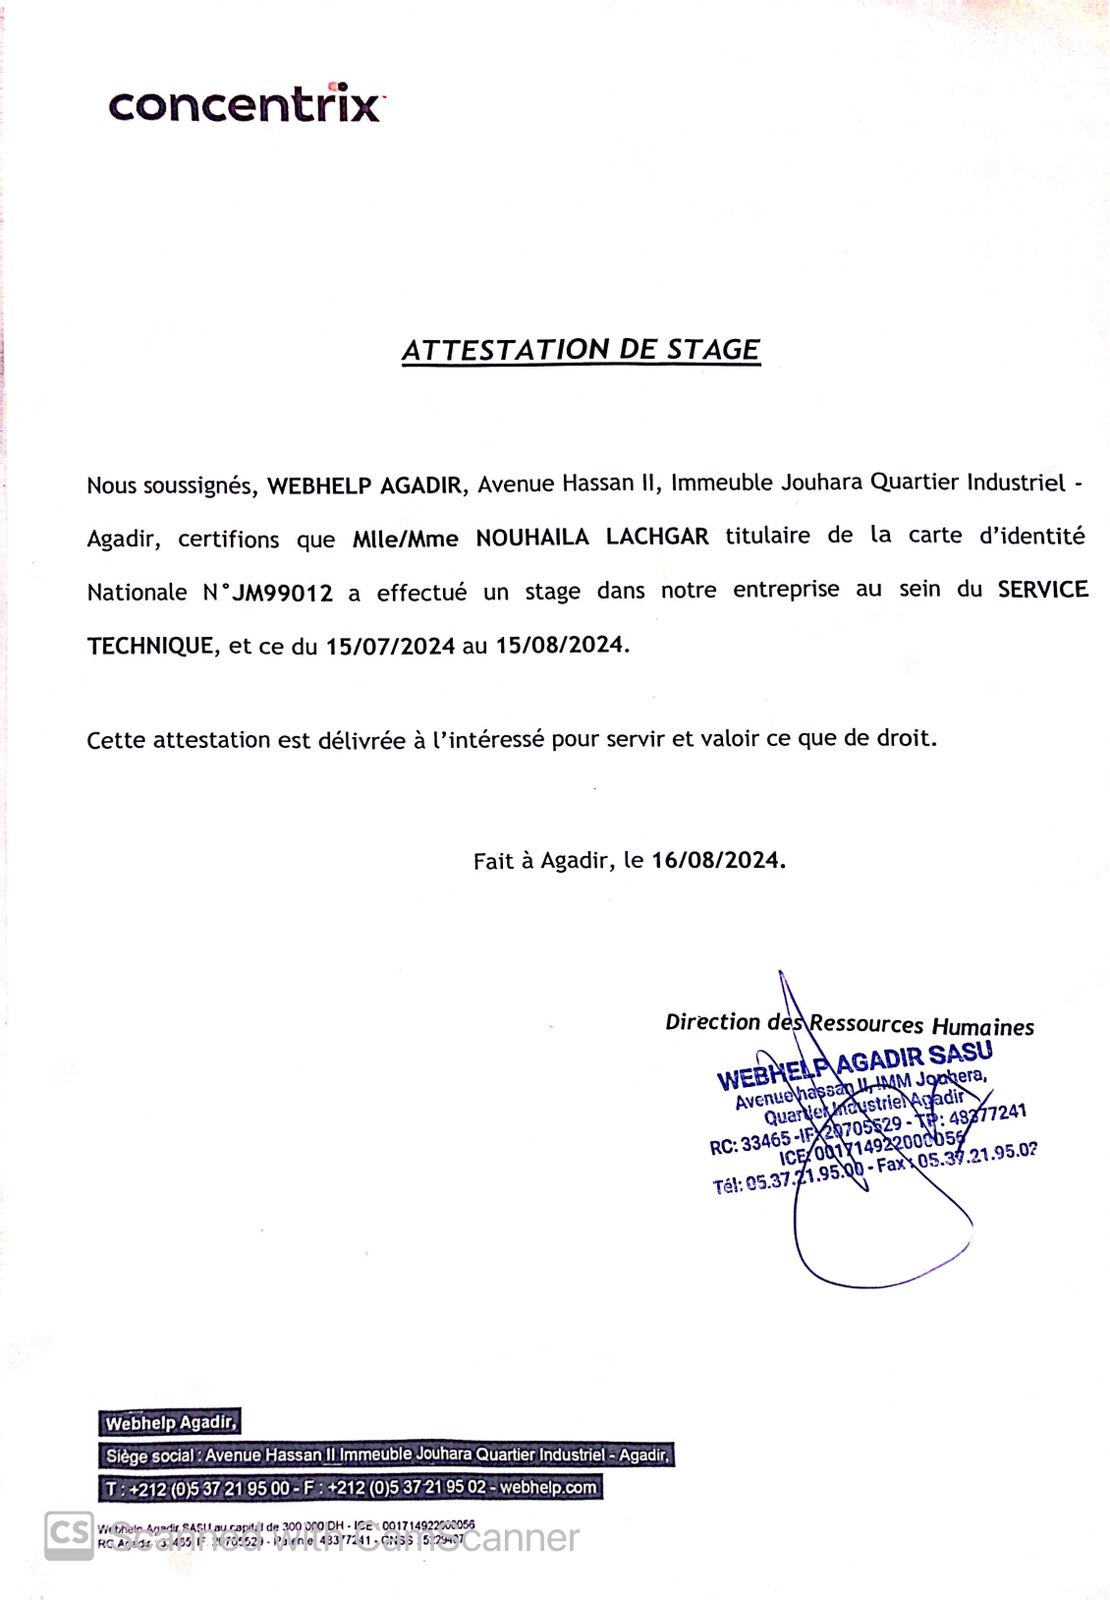 concentrix
ATTESTATION DE STAGE
Nous soussignés, WEBHELP AGADIR, Avenue Hassan II, Immeuble Jouhara Quartier Industriel -
Agadir, certifions que Mlle/Mme NOUHAILA LACHGAR titulaire de la carte d'identité
Nationale N°JM99012 a effectué un stage dans notre entreprise au sein du SERVICE
TECHNIQUE, et ce du 15/07/2024 au 15/08/2024.
Cette attestation est délivrée à l'intéressé pour servir et valoir ce que de droit.
Fait à Agadir, le 16/08/2024.
Direction des Ressources Humaines
WEBHELP AGADIR SASU
Avenue hassan II, IMM Jouhera,
Quartier Industriel Agadir
RC: 33465 -IF: 20705529 - TP: 48377241
ICE: 001714922000056
Tél: 05.37.21.95.00 - Fax : 05.37.21.95.02
Webhelp Agadir,
Siège social : Avenue Hassan II Immeuble Jouhara Quartier Industriel - Agadir,
T : +212 (0)5 37 21 95 00 - F : +212 (0)5 37 21 95 02 - webhelp.com
Webhelp Agadir SASU au capital de 300 000 DH - ICE : 001714922000056
RC Agadir 33465 IF 20705529 - Patente 48377241 - CNSS
CS Scanned with CamScanner